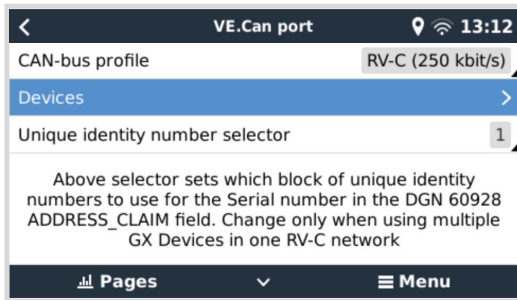 VE.Can port 13:12
CAN-bus profile RV-C (250 kbit/s)
Devices
Unique identity number selector 1
Above selector sets which block of unique identity
numbers to use for the Serial number in the DGN 60928
ADDRESS_CLAIM field. Change only when using multiple
GX Devices in one RV-C network
Pages Menu